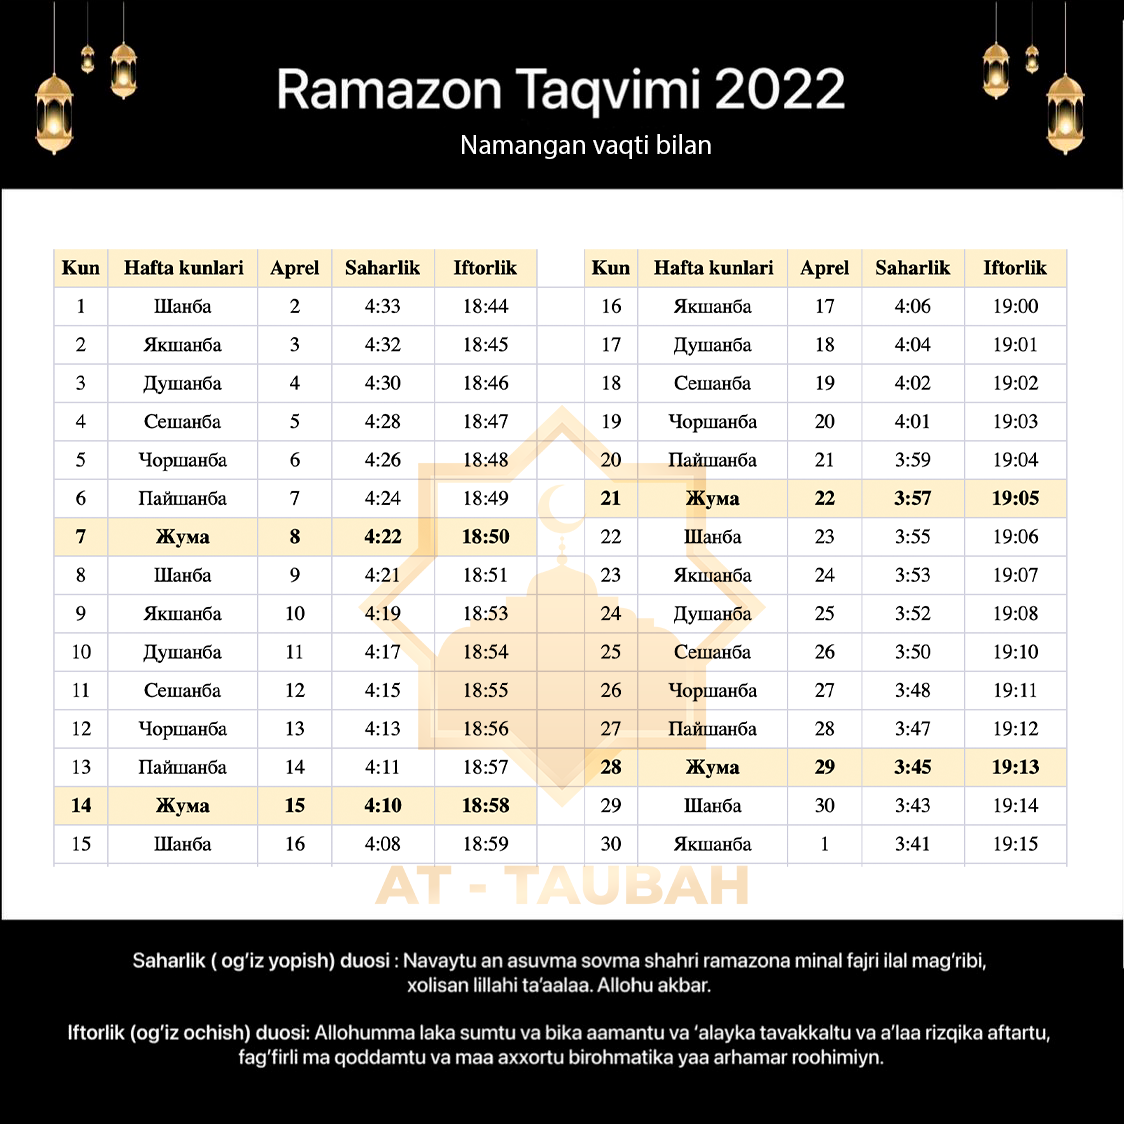 Ramazon Taqvimi 2022
Namangan vaqti bilan
Kun Hafta kunlari Aprel Saharlik Iftorlik
1 Шанба 2 4:33 18:44
2 Якшанба 3 4:32 18:45
3 Душанба 4 4:30 18:46
4 Сешанба 5 4:28 18:47
5 Чоршанба 6 4:26 18:48
6 Пайшанба 7 4:24 18:49
7 Жума 8 4:22 18:50
8 Шанба 9 4:21 18:51
9 Якшанба 10 4:19 18:53
10 Душанба 11 4:17 18:54
11 Сешанба 12 4:15 18:55
12 Чоршанба 13 4:13 18:56
13 Пайшанба 14 4:11 18:57
14 Жума 15 4:10 18:58
15 Шанба 16 4:08 18:59
Kun Hafta kunlari Aprel Saharlik Iftorlik
16 Якшанба 17 4:06 19:00
17 Душанба 18 4:04 19:01
18 Сешанба 19 4:02 19:02
19 Чоршанба 20 4:01 19:03
20 Пайшанба 21 3:59 19:04
21 Жума 22 3:57 19:05
22 Шанба 23 3:55 19:06
23 Якшанба 24 3:53 19:07
24 Душанба 25 3:52 19:08
25 Сешанба 26 3:50 19:10
26 Чоршанба 27 3:48 19:11
27 Пайшанба 28 3:47 19:12
28 Жума 29 3:45 19:13
29 Шанба 30 3:43 19:14
30 Якшанба 1 3:41 19:15
AT - TAUBAH
Saharlik ( og‘iz yopish) duosi : Navaytu an asuvma sovma shahri ramazona minal fajri ilal mag‘ribi,
xolisan lillahi ta’aalaa. Allohu akbar.
Iftorlik (og‘iz ochish) duosi: Allohumma laka sumtu va bika aamantu va ‘alayka tavakkaltu va a’laa rizqika aftartu,
fag‘firli ma qoddamtu va maa axxortu birohmatika yaa arhamar roohimiyn.